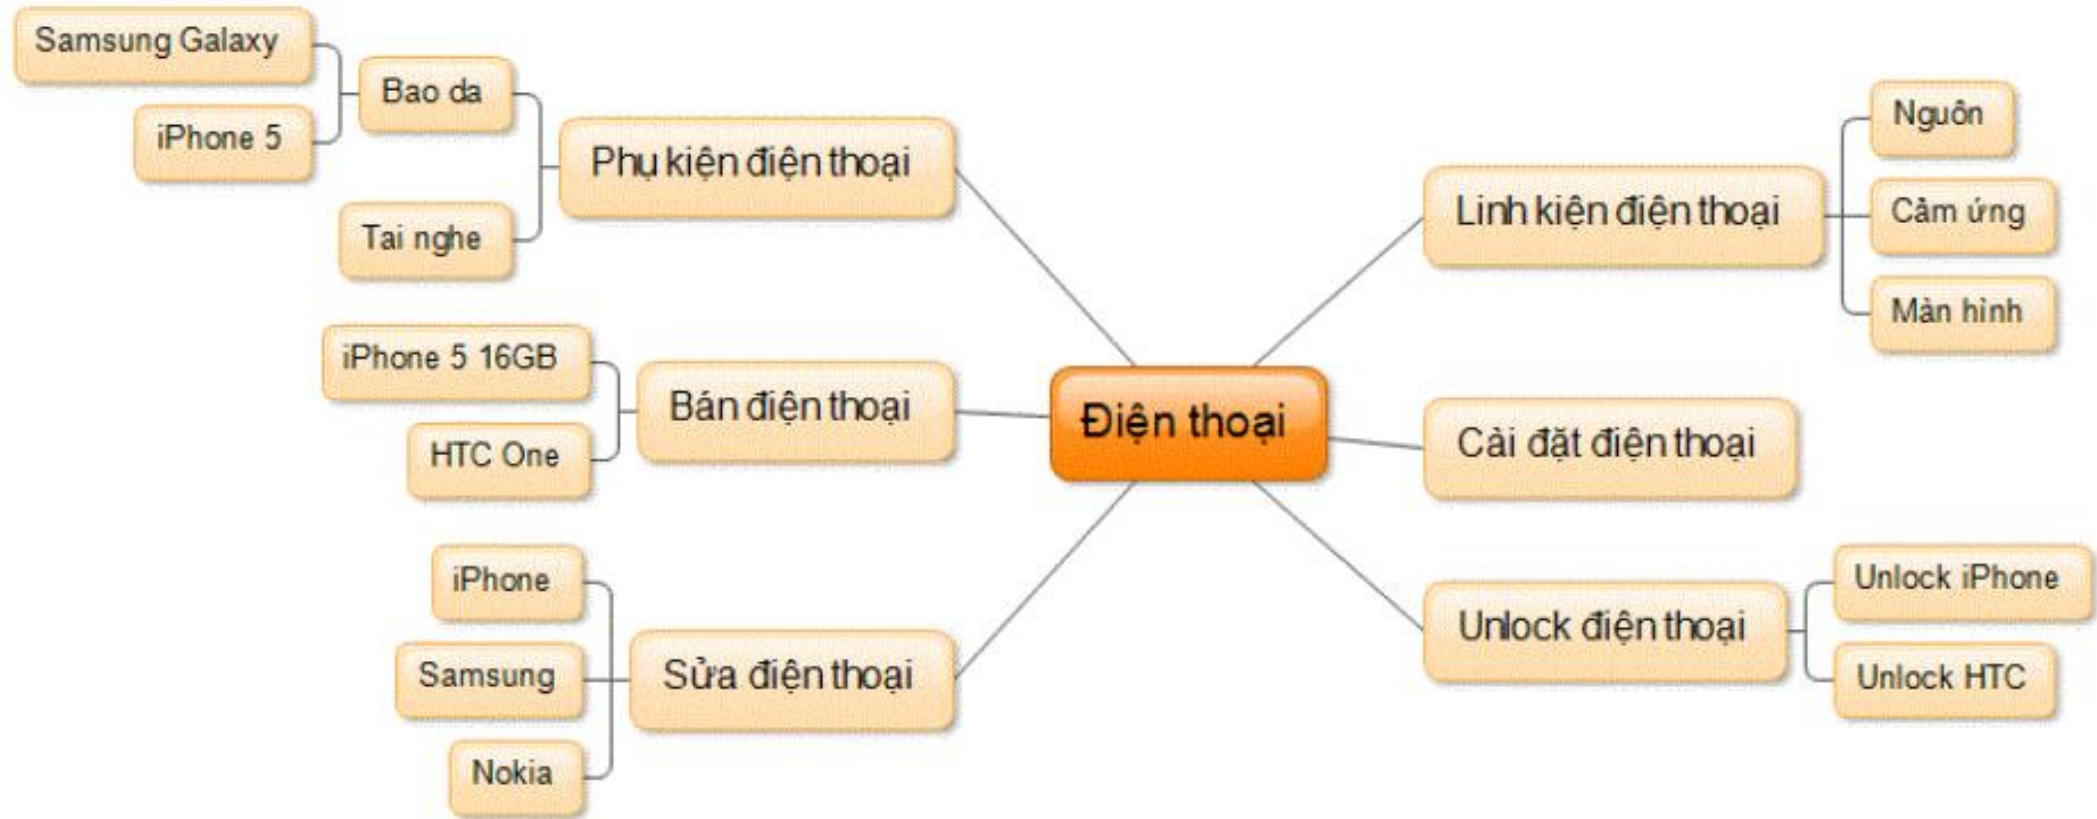 Samsung Galaxy
iPhone 5
Bao da
Tai nghe
Phụ kiện điện thoại
iPhone 5 16GB
HTC One
Bán điện thoại
iPhone
Samsung
Nokia
Sửa điện thoại
Điện thoại
Linh kiện điện thoại
Nguồn
Cảm ứng
Màn hình
Cài đặt điện thoại
Unlock điện thoại
Unlock iPhone
Unlock HTC